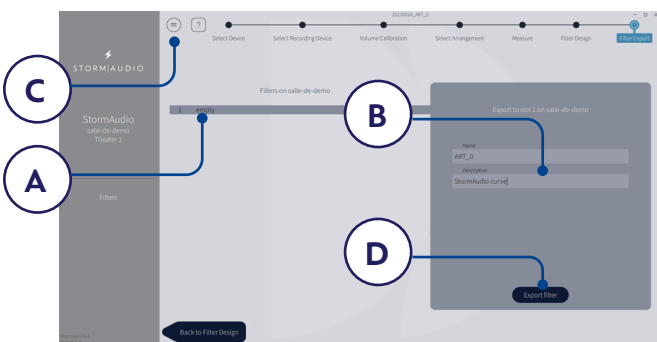 20230524_ART_0
?
Select Device
Select Recording Device
Volume Calibration
Select Arrangement
Measure
Filter Design
Filter Export
STORM|AUDIO
C
Filters on salle-de-demo
1 empty
B
Export to slot 1 on salle-de-demo
StormAudio
salle-de-demo
Theater 1
Name
ART_0
A
Description
StormAudio curve
Filters
D
Export filter
Back to Filter Design